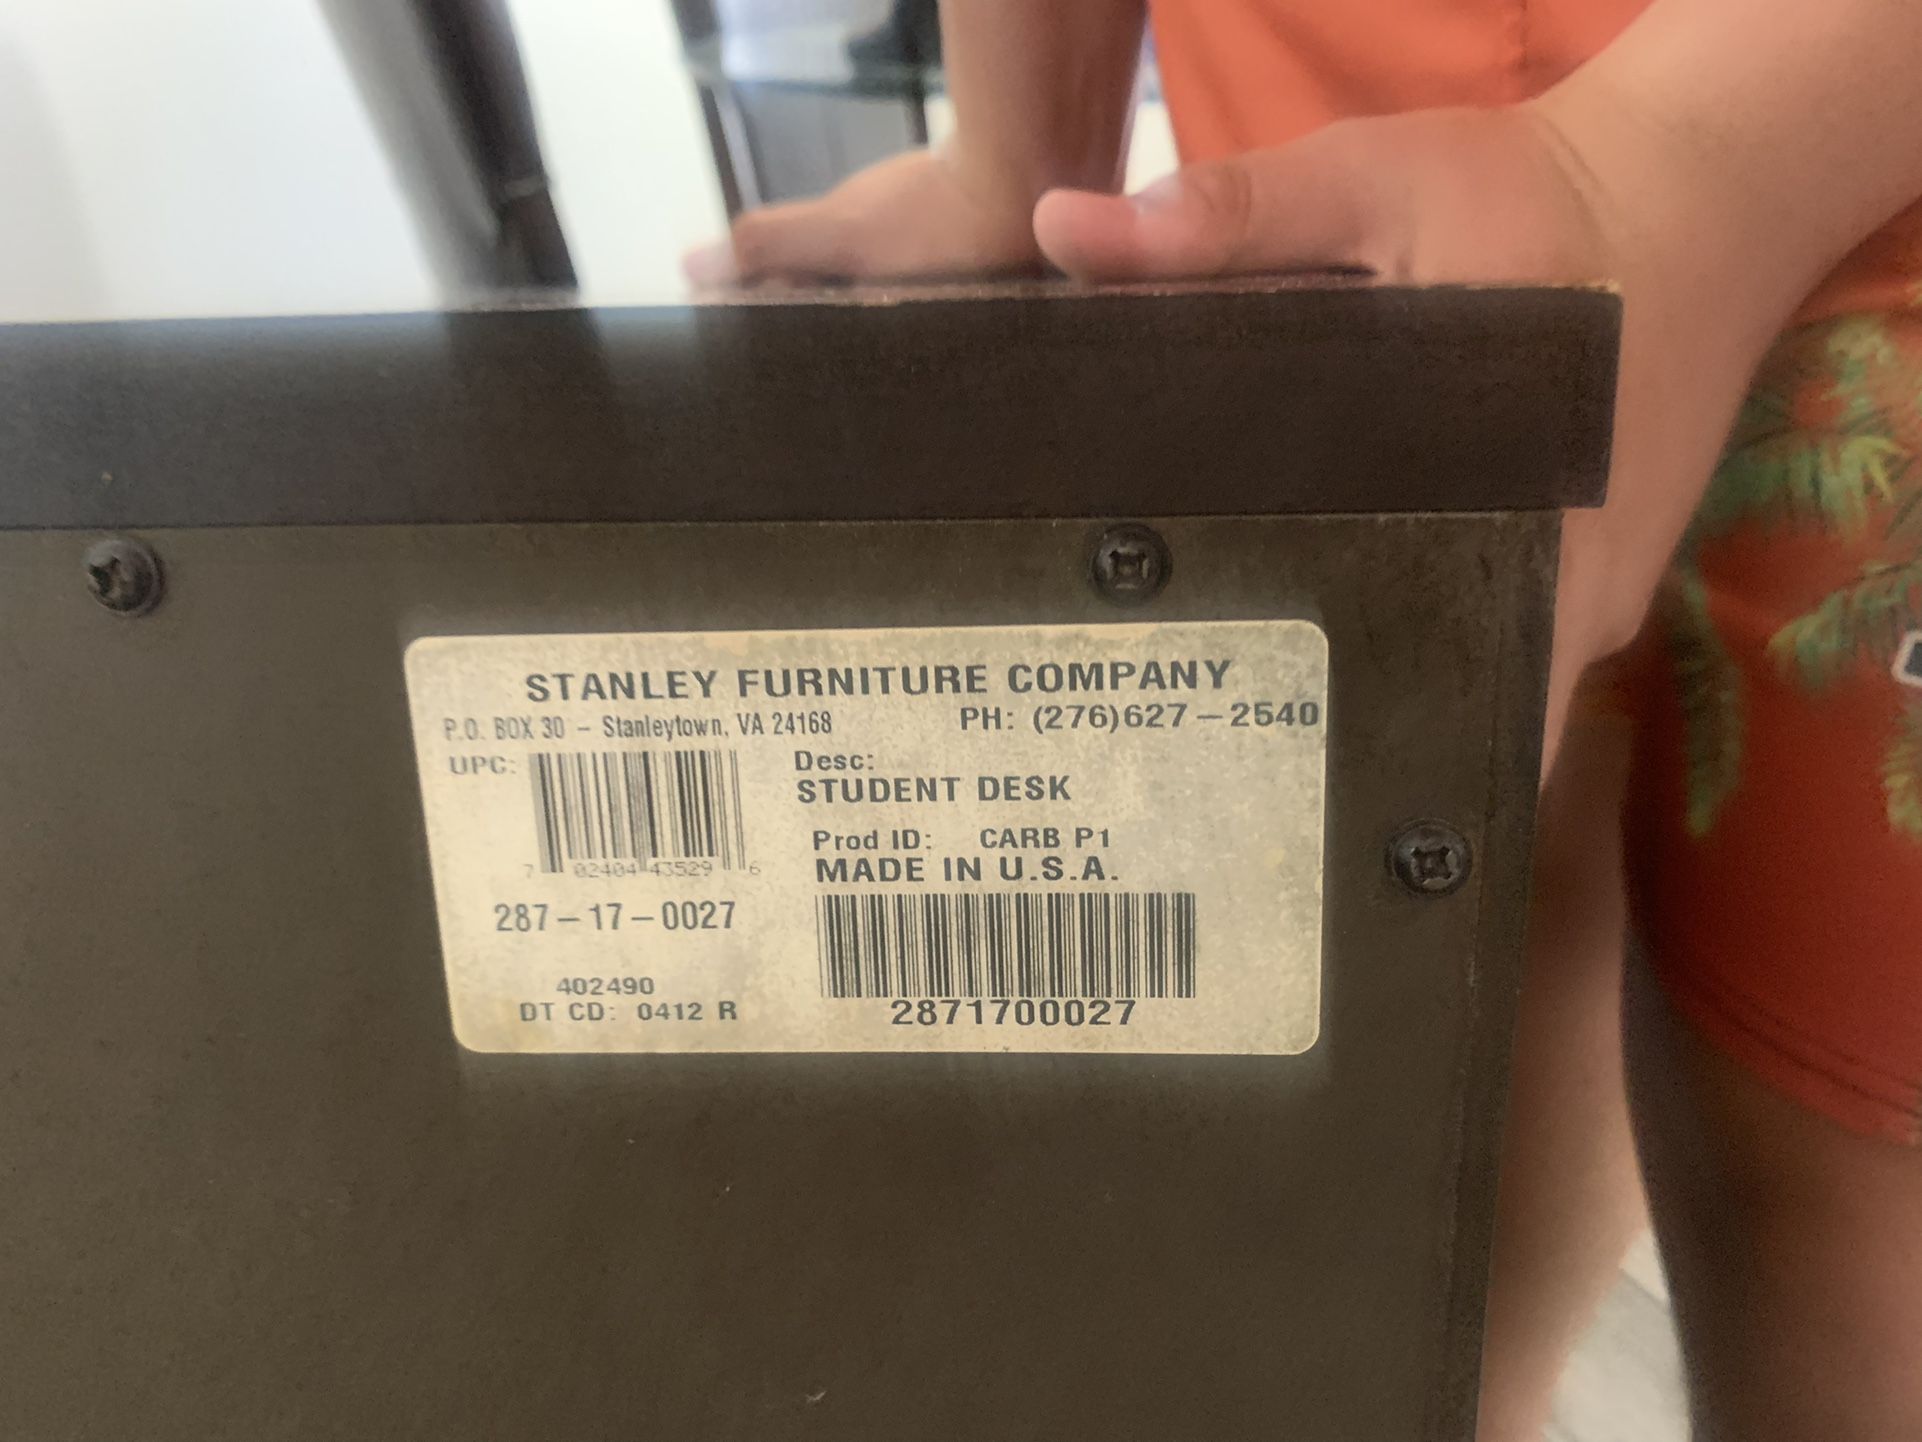 STANLEY FURNITURE COMPANY
P.O. BOX 30 – Stanleytown, VA 24168 PH: (276)627–2540
UPC:
7 02404 43529 6
287–17–0027
402490
DT CD: 0412 R
Desc:
STUDENT DESK
Prod ID: CARB P1
MADE IN U.S.A.
2871700027